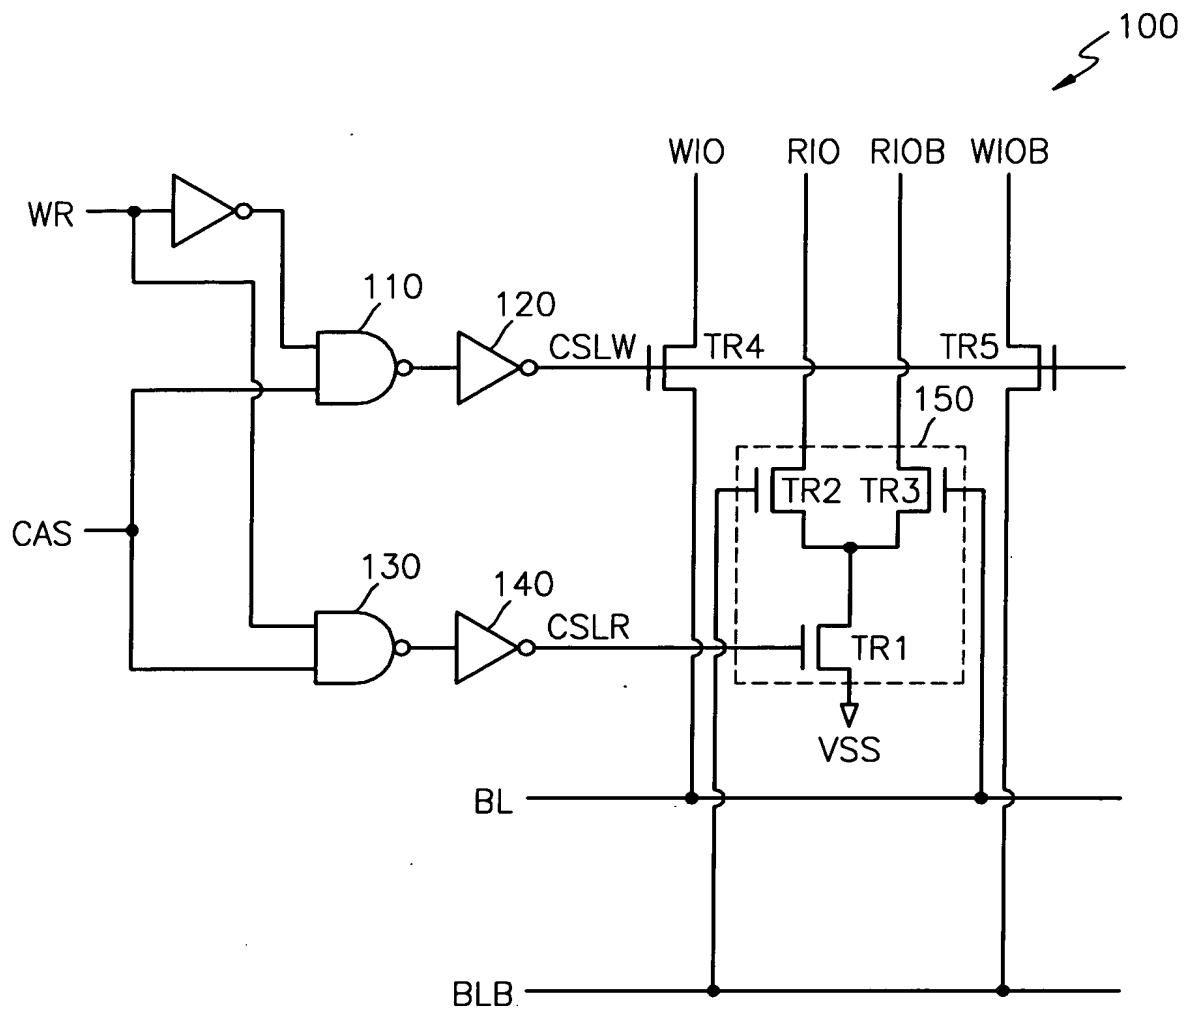 100
WIO RIO RIOB WIOB
WR
110
120
CSLW TR4 TR5
150
TR2 TR3
CAS
130
140
CSLR TR1
VSS
BL
BLB